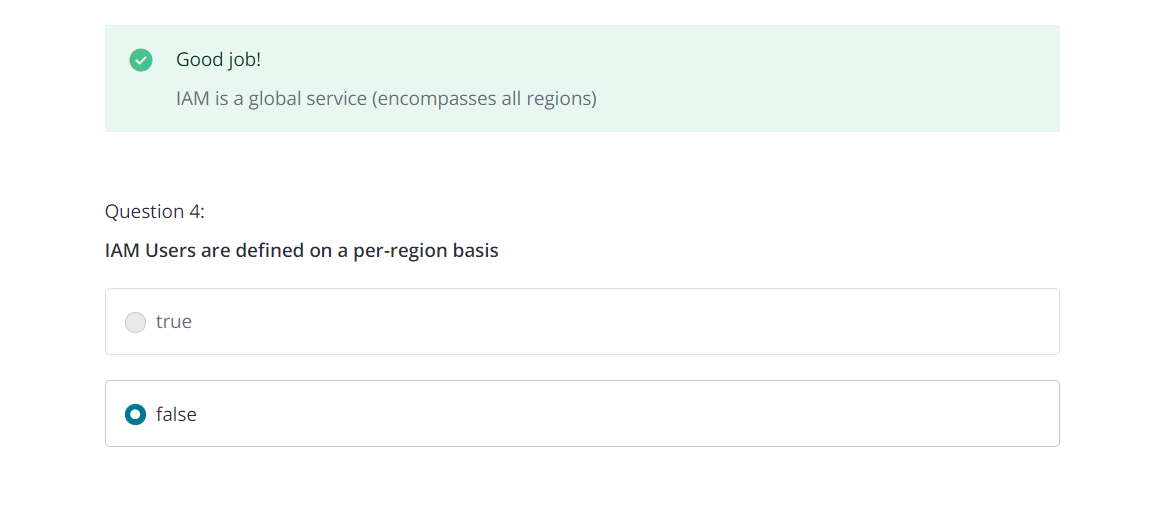 Good job!
IAM is a global service (encompasses all regions)
Question 4:
IAM Users are defined on a per-region basis
true
false